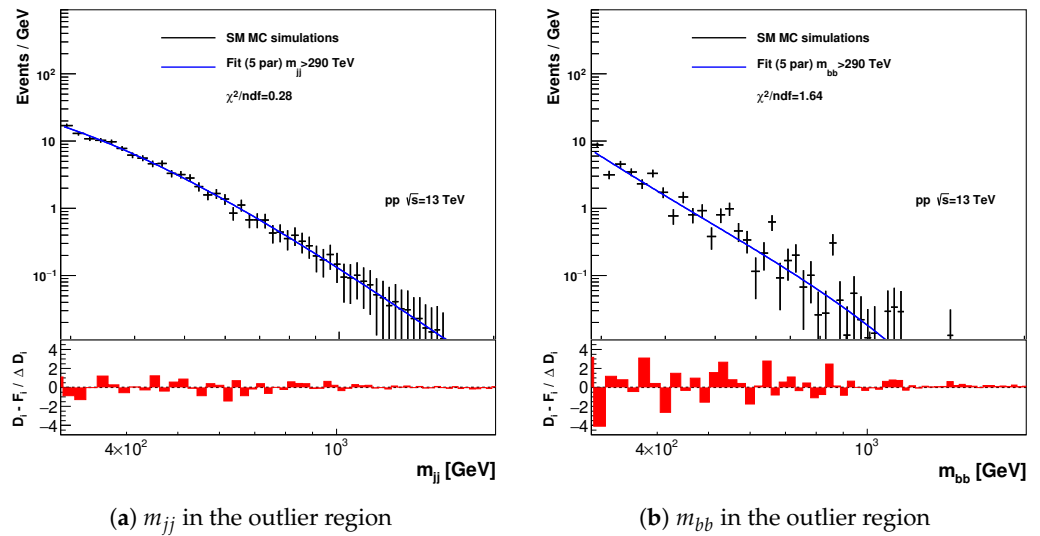 Events / GeV
10²
10
1
10⁻¹
SM MC simulations
Fit (5 par) m_jj>290 TeV
χ²/ndf=0.28
pp √s=13 TeV
D_i - F_i / Δ D_i
4
2
0
−2
−4
4×10²
10³
m_jj [GeV]
(a) m_jj in the outlier region
Events / GeV
10²
10
1
10⁻¹
SM MC simulations
Fit (5 par) m_bb>290 TeV
χ²/ndf=1.64
pp √s=13 TeV
D_i - F_i / Δ D_i
4
2
0
−2
−4
4×10²
10³
m_bb [GeV]
(b) m_bb in the outlier region